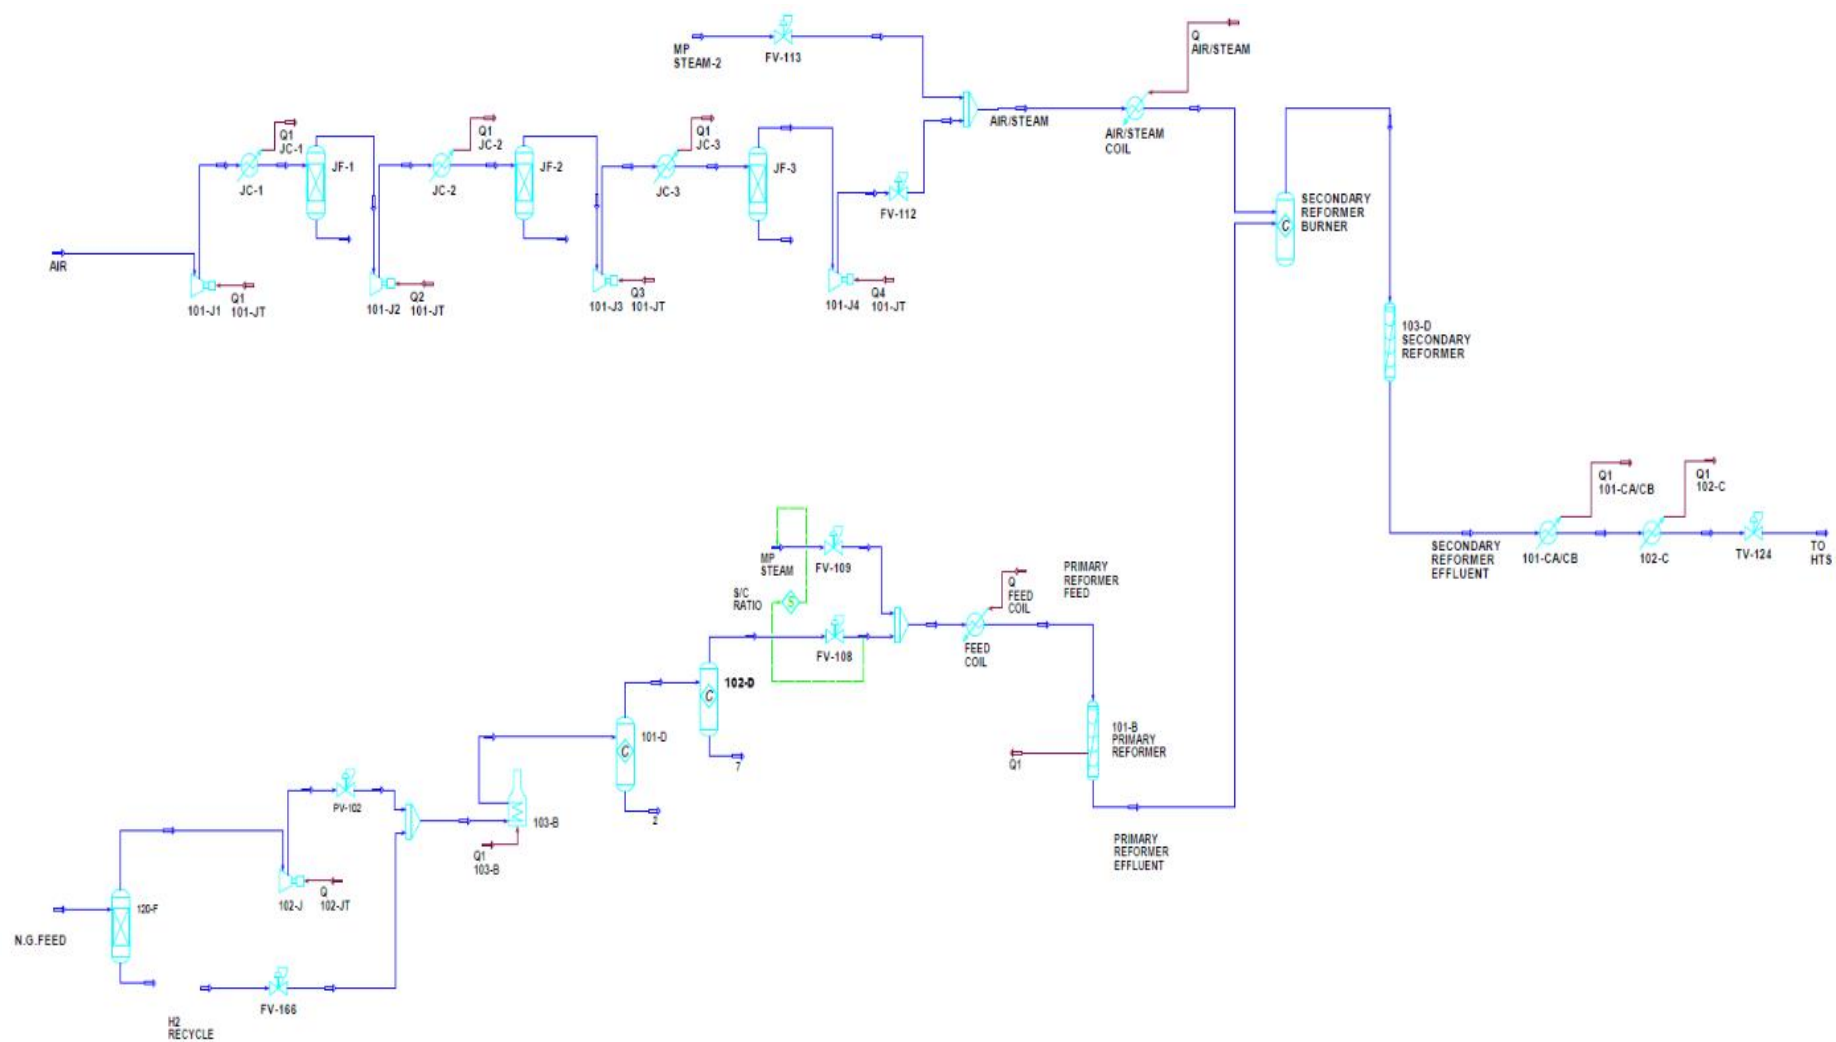 Q
AIR/STEAM
MP
STEAM-2
FV-113
AIR/STEAM
AIR/STEAM
COIL
Q1
JC-1
JC-1
JF-1
Q1
JC-2
JC-2
JF-2
Q1
JC-3
JC-3
JF-3
FV-112
SECONDARY
REFORMER
BURNER
C
AIR
101-J1
Q1
101-JT
101-J2
Q2
101-JT
101-J3
Q3
101-JT
101-J4
Q4
101-JT
103-D
SECONDARY
REFORMER
Q1
101-CA/CB
Q1
102-C
SECONDARY
REFORMER
EFFLUENT
101-CA/CB
102-C
TV-124
TO
HTS
MP
STEAM
FV-109
S/C
RATIO
S
FV-108
Q
FEED
COIL
PRIMARY
REFORMER
FEED
FEED
COIL
102-D
C
7
101-D
C
2
101-B
PRIMARY
REFORMER
Q1
PRIMARY
REFORMER
EFFLUENT
PV-102
103-B
Q1
103-B
102-J
Q
102-JT
120-F
N.G.FEED
FV-166
H2
RECYCLE